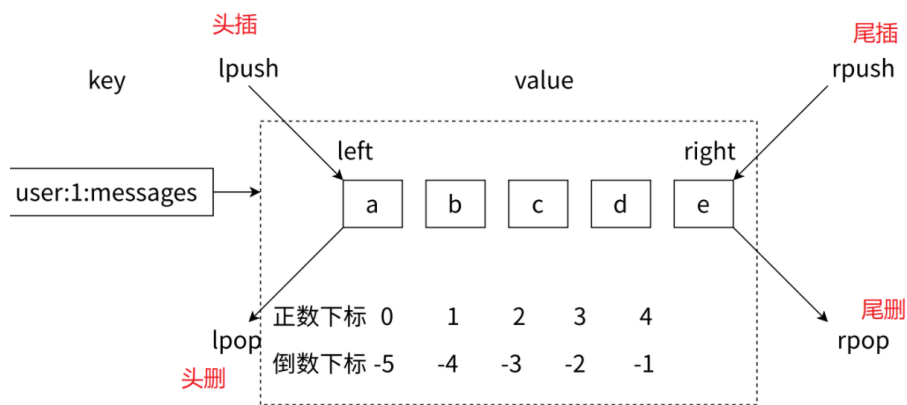 头插
尾插
lpush
rpush
key
value
left
right
user:1:messages
a b c d e
正数下标 0 1 2 3 4
lpop
尾删
rpop
倒数下标 -5 -4 -3 -2 -1
头删